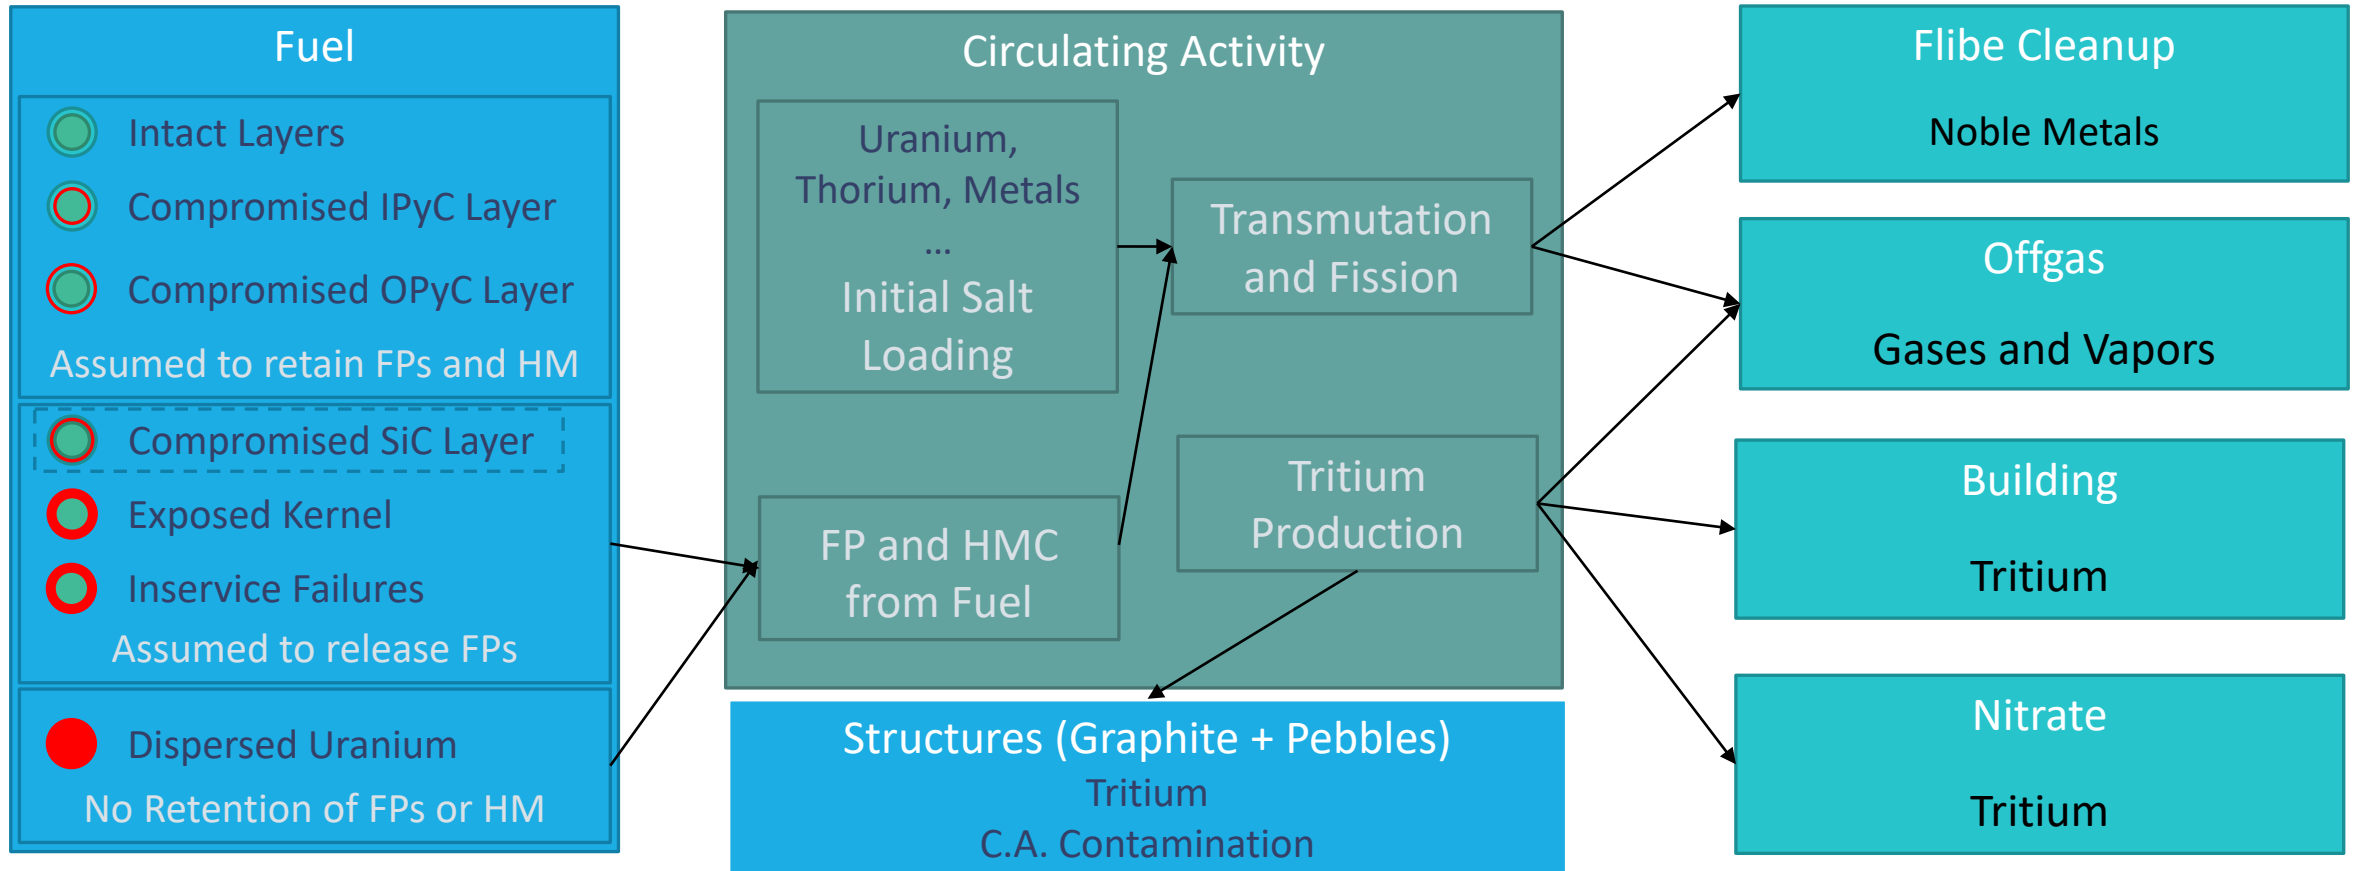 Fuel
Intact Layers
Compromised IPyC Layer
Compromised OPyC Layer
Assumed to retain FPs and HM
Compromised SiC Layer
Exposed Kernel
Inservice Failures
Assumed to release FPs
Dispersed Uranium
No Retention of FPs or HM
Circulating Activity
Uranium,
Thorium, Metals
...
Initial Salt
Loading
Transmutation
and Fission
FP and HMC
from Fuel
Tritium
Production
Structures (Graphite + Pebbles)
Tritium
C.A. Contamination
Flibe Cleanup
Noble Metals
Offgas
Gases and Vapors
Building
Tritium
Nitrate
Tritium